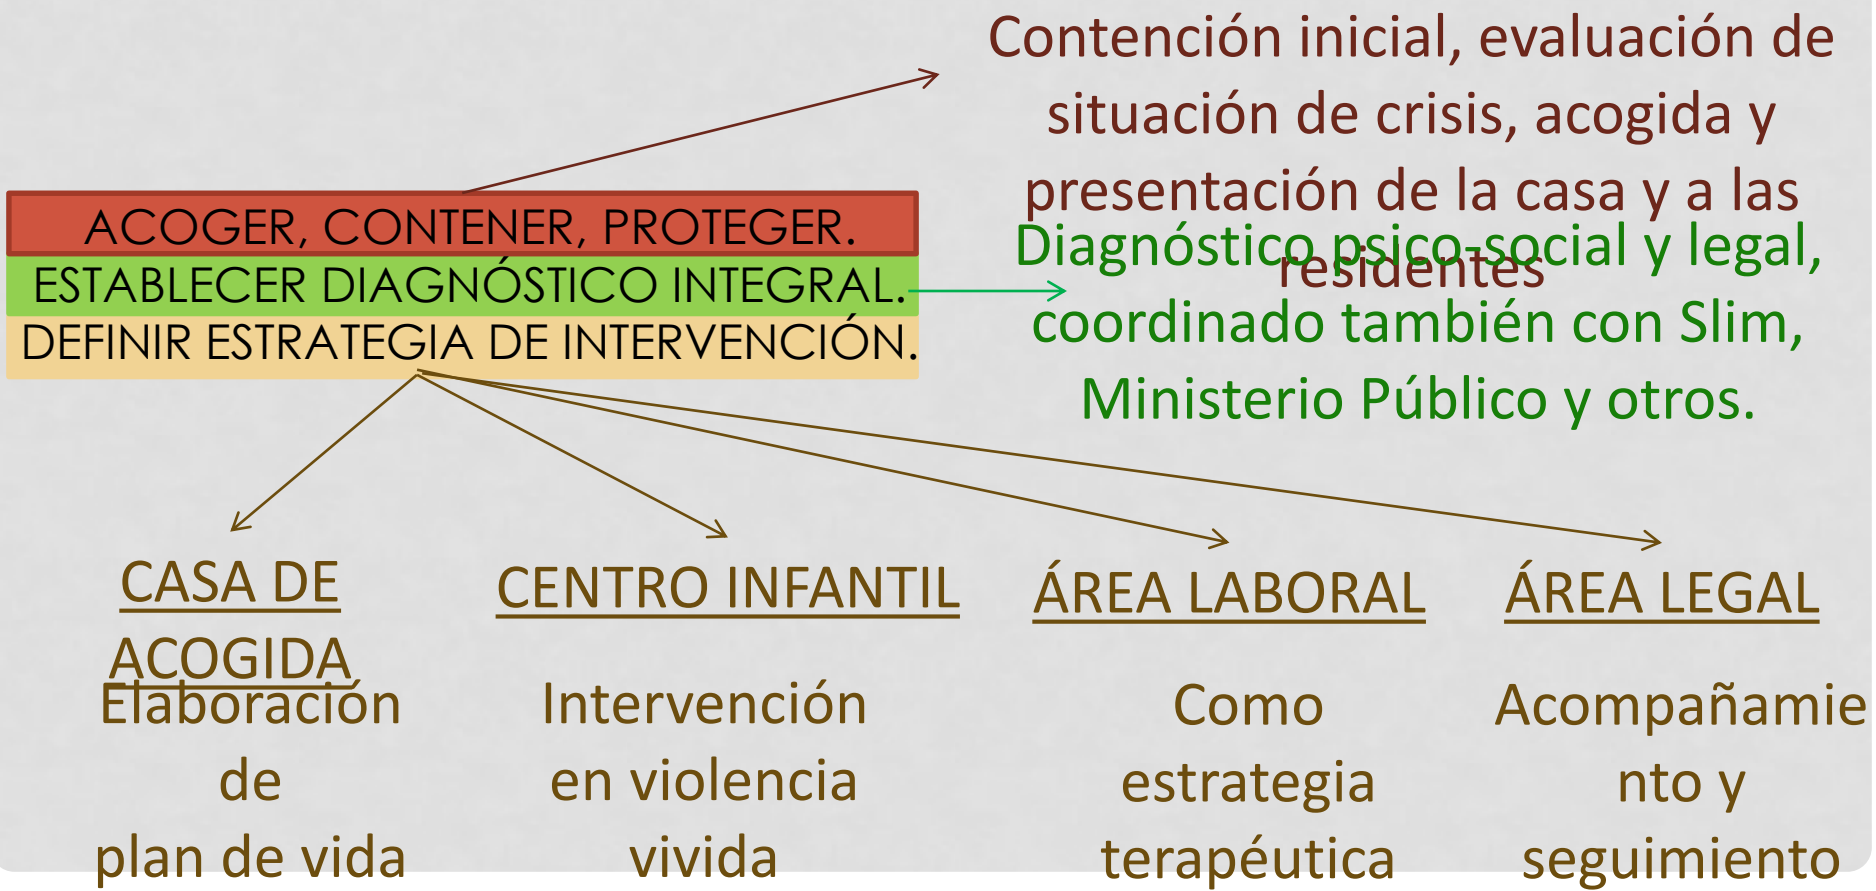 Contención inicial, evaluación de
situación de crisis, acogida y
presentación de la casa y a las
residentes
ACOGER, CONTENER, PROTEGER.
ESTABLECER DIAGNÓSTICO INTEGRAL.
DEFINIR ESTRATEGIA DE INTERVENCIÓN.
Diagnóstico psico-social y legal,
coordinado también con Slim,
Ministerio Público y otros.
CASA DE
ACOGIDA
Elaboración
de
plan de vida
CENTRO INFANTIL
Intervención
en violencia
vivida
ÁREA LABORAL
Como
estrategia
terapéutica
ÁREA LEGAL
Acompañamie
nto y
seguimiento